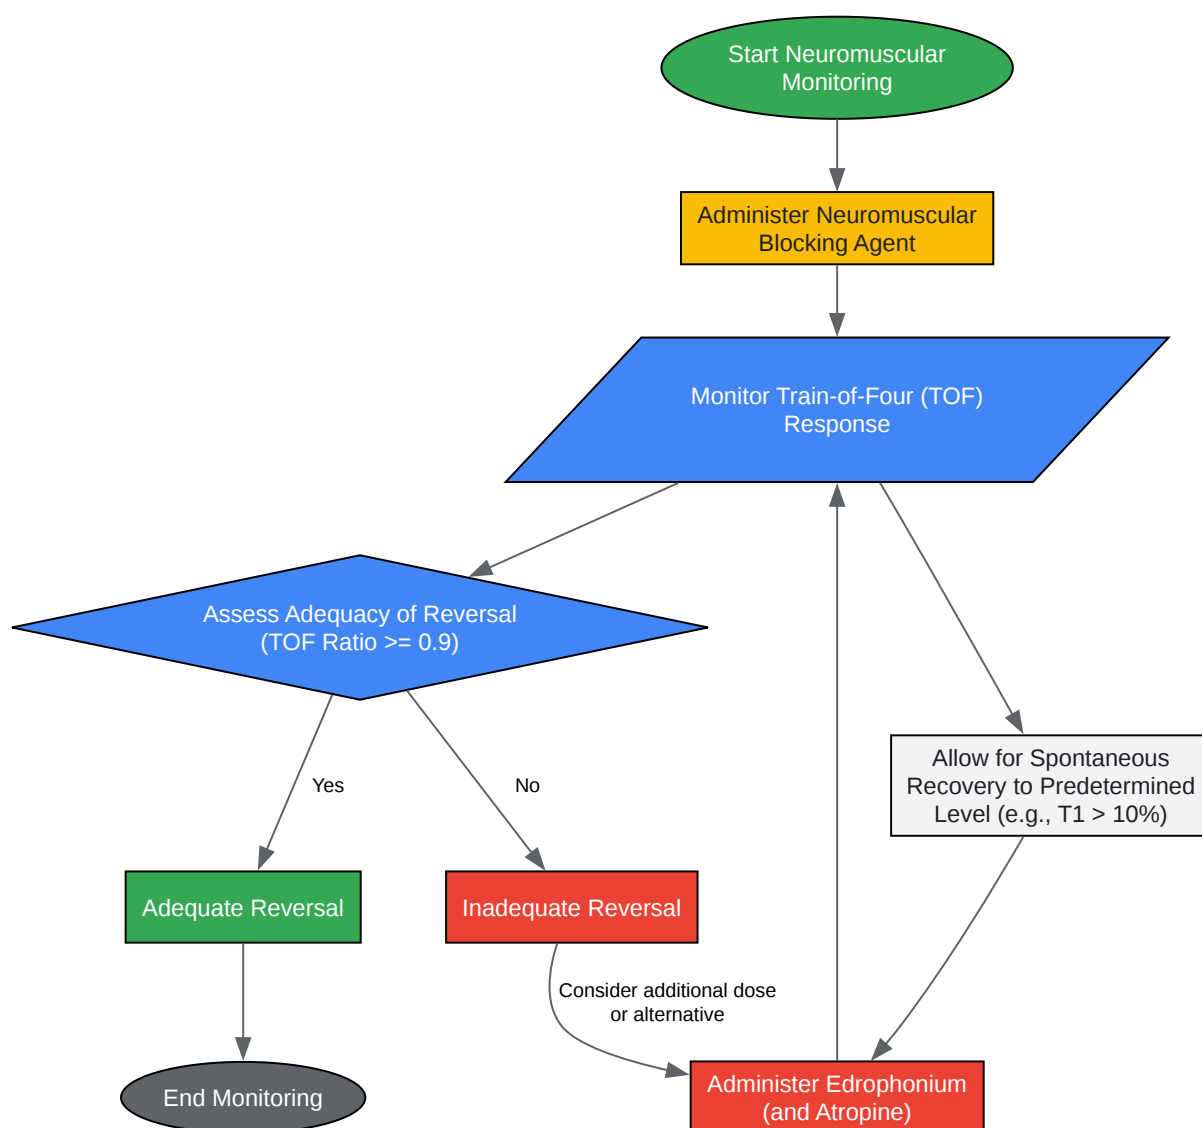 Start Neuromuscular
Monitoring
Administer Neuromuscular
Blocking Agent
Monitor Train-of-Four (TOF)
Response
Assess Adequacy of Reversal
(TOF Ratio >= 0.9)
Allow for Spontaneous
Recovery to Predetermined
Level (e.g., T1 > 10%)
Yes
No
Adequate Reversal
Inadequate Reversal
Consider additional dose
or alternative
End Monitoring
Administer Edrophonium
(and Atropine)